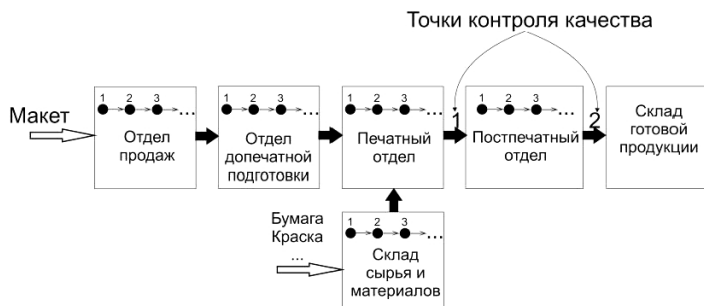 Точки контроля качества
Макет
1 2 3
...
Отдел
продаж
1 2 3
...
Отдел
допечатной
подготовки
1 2 3
...
Печатный
отдел
1
1 2 3
...
Постпечатный
отдел
2
Склад
готовой
продукции
Бумага
Краска
...
1 2 3
...
Склад
сырья и
материалов